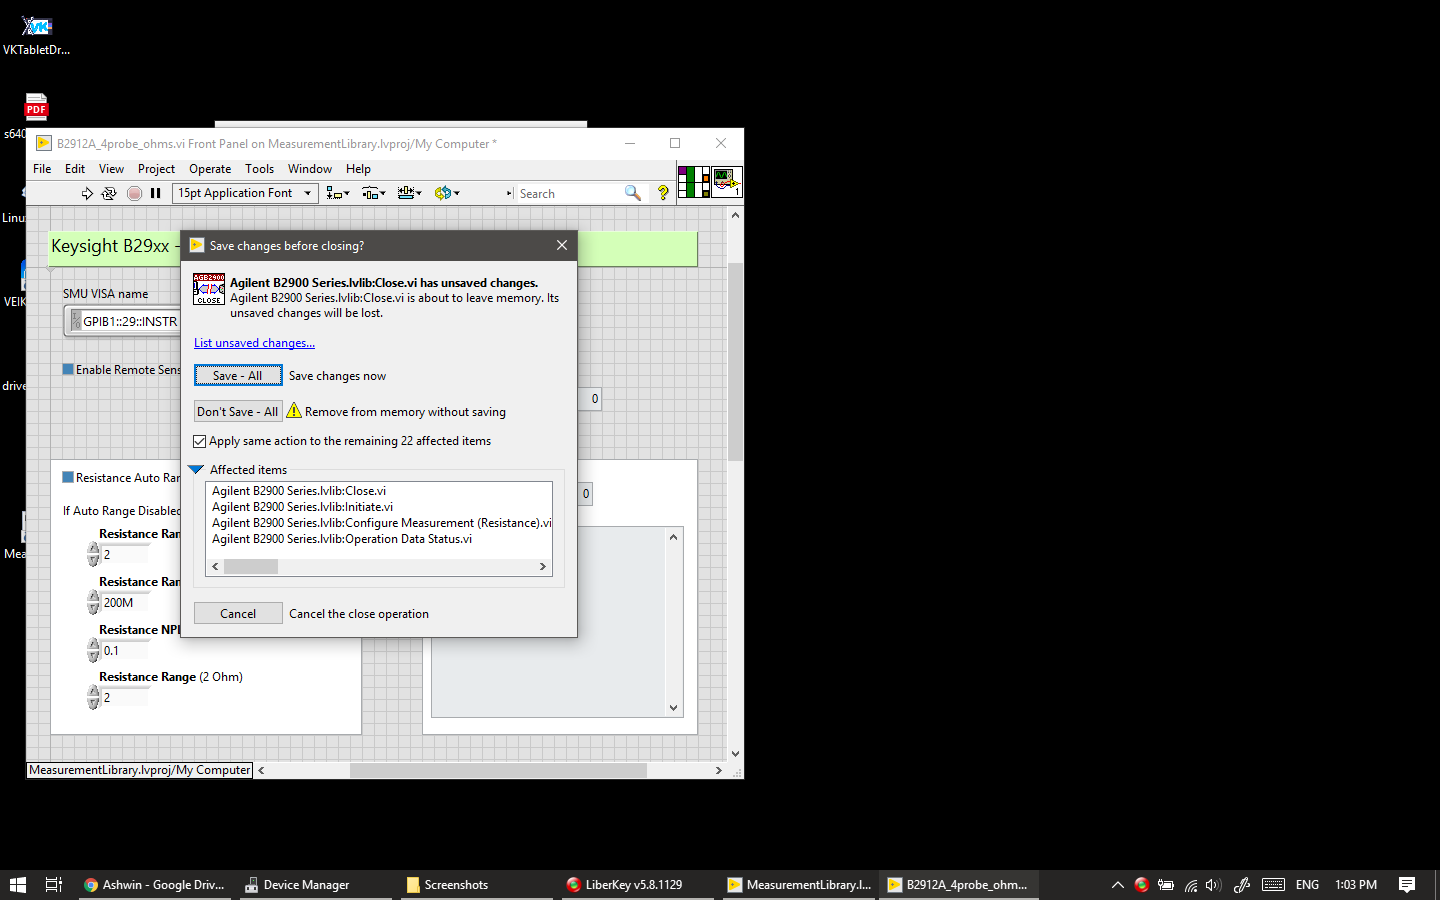 VKTabletDr...
PDF
s640
Linu
VEIK
drive
Mea
B2912A_4probe_ohms.vi Front Panel on MeasurementLibrary.lvproj/My Computer *
File Edit View Project Operate Tools Window Help
15pt Application Font
Search
1
Keysight B29xx -
SMU VISA name
GPIB1::29::INSTR
Enable Remote Sens
0
Resistance Auto Ran
0
If Auto Range Disabled
Resistance Ran
2
Resistance Ran
200M
Resistance NPL
0.1
Resistance Range (2 Ohm)
2
MeasurementLibrary.lvproj/My Computer
Save changes before closing?
AGB2900
CLOSE
Agilent B2900 Series.lvlib:Close.vi has unsaved changes.
Agilent B2900 Series.lvlib:Close.vi is about to leave memory. Its
unsaved changes will be lost.
List unsaved changes...
Save - All Save changes now
Don't Save - All Remove from memory without saving
Apply same action to the remaining 22 affected items
Affected items
Agilent B2900 Series.lvlib:Close.vi
Agilent B2900 Series.lvlib:Initiate.vi
Agilent B2900 Series.lvlib:Configure Measurement (Resistance).vi
Agilent B2900 Series.lvlib:Operation Data Status.vi
Cancel Cancel the close operation
Ashwin - Google Driv... Device Manager Screenshots LiberKey v5.8.1129 MeasurementLibrary.l... B2912A_4probe_ohm... ENG 1:03 PM